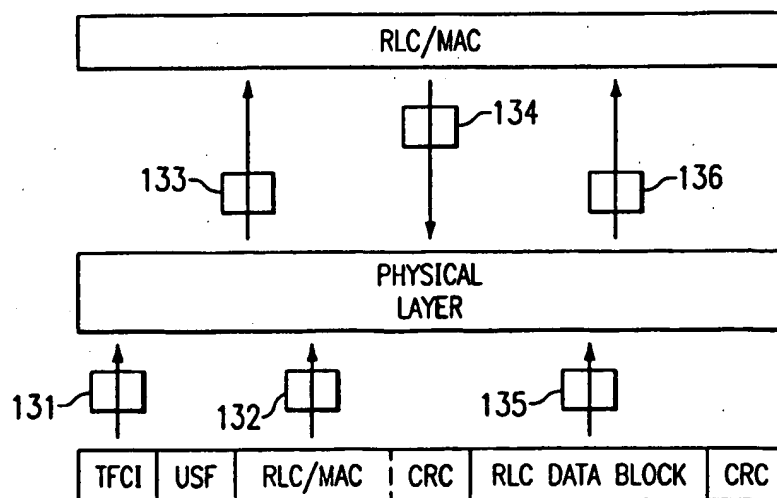 RLC/MAC
134
133
136
PHYSICAL
LAYER
131
132
135
TFCI USF RLC/MAC CRC RLC DATA BLOCK CRC